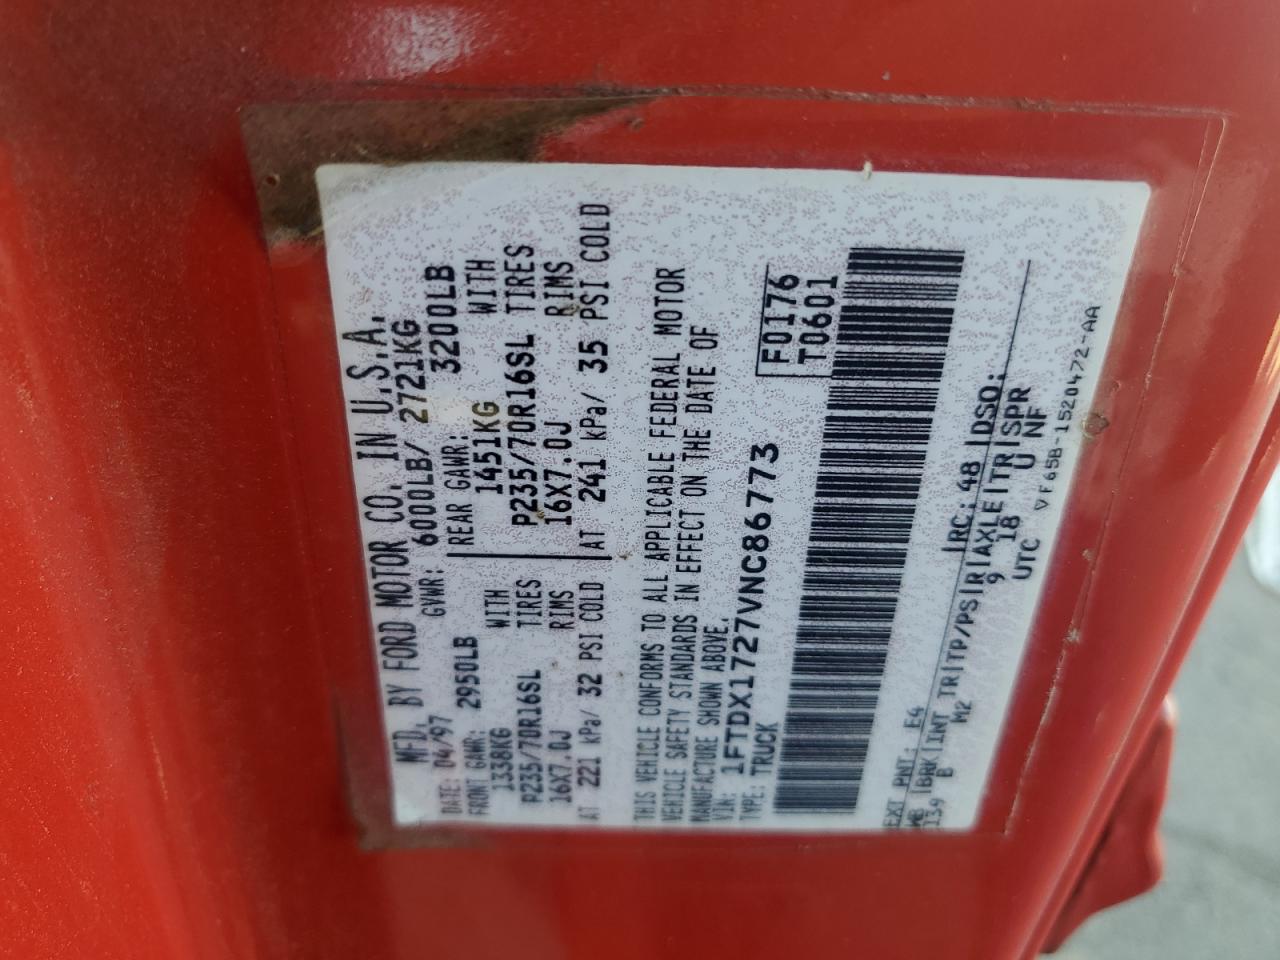 MFD. BY FORD MOTOR CO. IN U.S.A.
DATE: 04/97 GVWR: 6000LB/ 2721KG
FRONT GAWR: 2950LB REAR GAWR: 3200LB
1338KG WITH 1451KG WITH
P235/70R16SL TIRES P235/70R16SL TIRES
16X7.0J RIMS 16X7.0J RIMS
AT 221 kPa/ 32 PSI COLD AT 241 kPa/ 35 PSI COLD
THIS VEHICLE CONFORMS TO ALL APPLICABLE FEDERAL MOTOR
VEHICLE SAFETY STANDARDS IN EFFECT ON THE DATE OF
MANUFACTURE SHOWN ABOVE.
VIN: 1FTDX1727VNC86773 F0176
TYPE: TRUCK T0601
EXT PNT: E4 RC: 48 DSO:
WB BRK INT TR TP/PS R AXLE TR SPR
139 B M2 9 18 U NF
UTC VF65B-1520472-AA